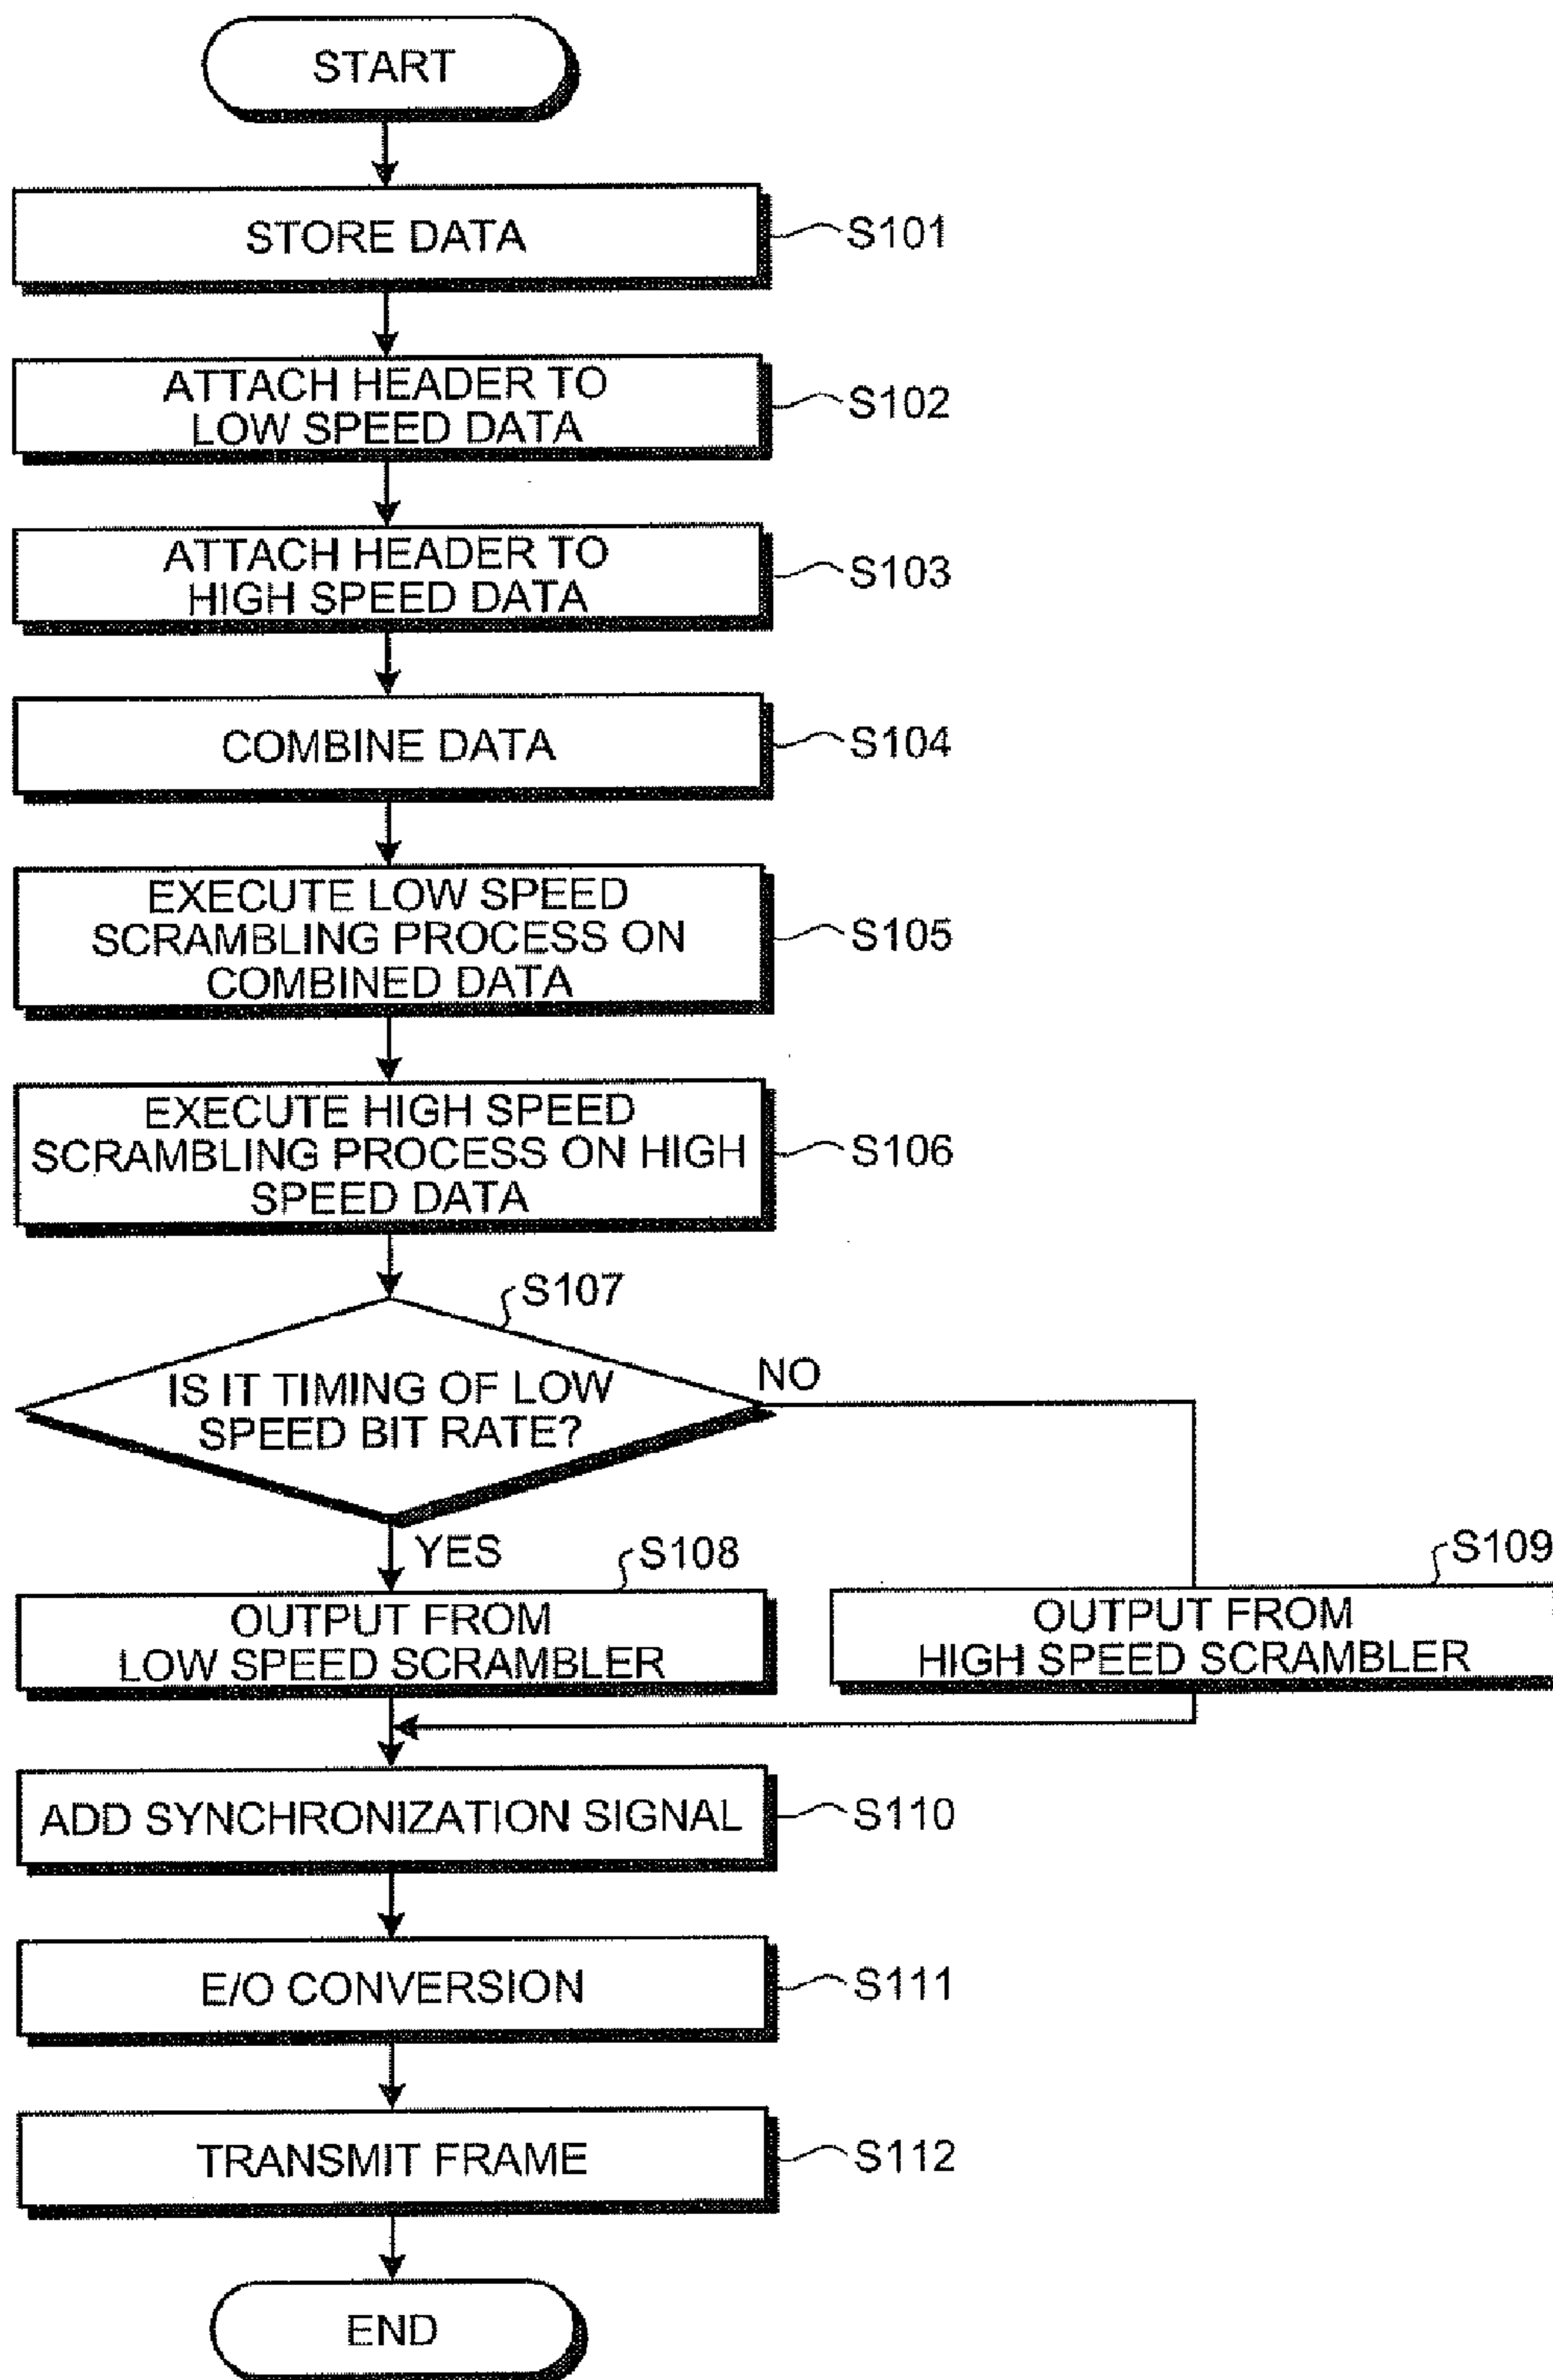 START
STORE DATA
S101
ATTACH HEADER TO
LOW SPEED DATA
S102
ATTACH HEADER TO
HIGH SPEED DATA
S103
COMBINE DATA
S104
EXECUTE LOW SPEED
SCRAMBLING PROCESS ON
COMBINED DATA
S105
EXECUTE HIGH SPEED
SCRAMBLING PROCESS ON HIGH
SPEED DATA
S106
S107
IS IT TIMING OF LOW
SPEED BIT RATE?
NO
YES
S108
OUTPUT FROM
LOW SPEED SCRAMBLER
S109
OUTPUT FROM
HIGH SPEED SCRAMBLER
ADD SYNCHRONIZATION SIGNAL
S110
E/O CONVERSION
S111
TRANSMIT FRAME
S112
END